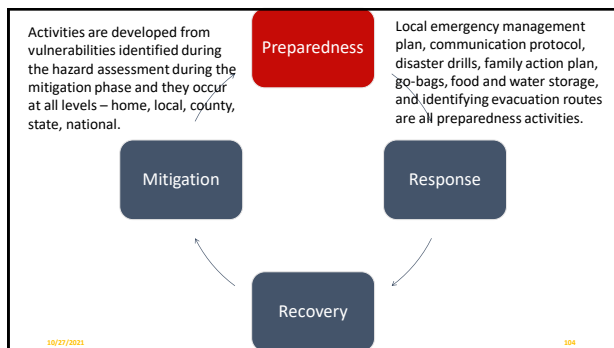 Activities are developed from
vulnerabilities identified during
the hazard assessment during the
mitigation phase and they occur
at all levels – home, local, county,
state, national.
Preparedness
Local emergency management
plan, communication protocol,
disaster drills, family action plan,
go-bags, food and water storage,
and identifying evacuation routes
are all preparedness activities.
Mitigation
Response
Recovery
10/27/2021
104